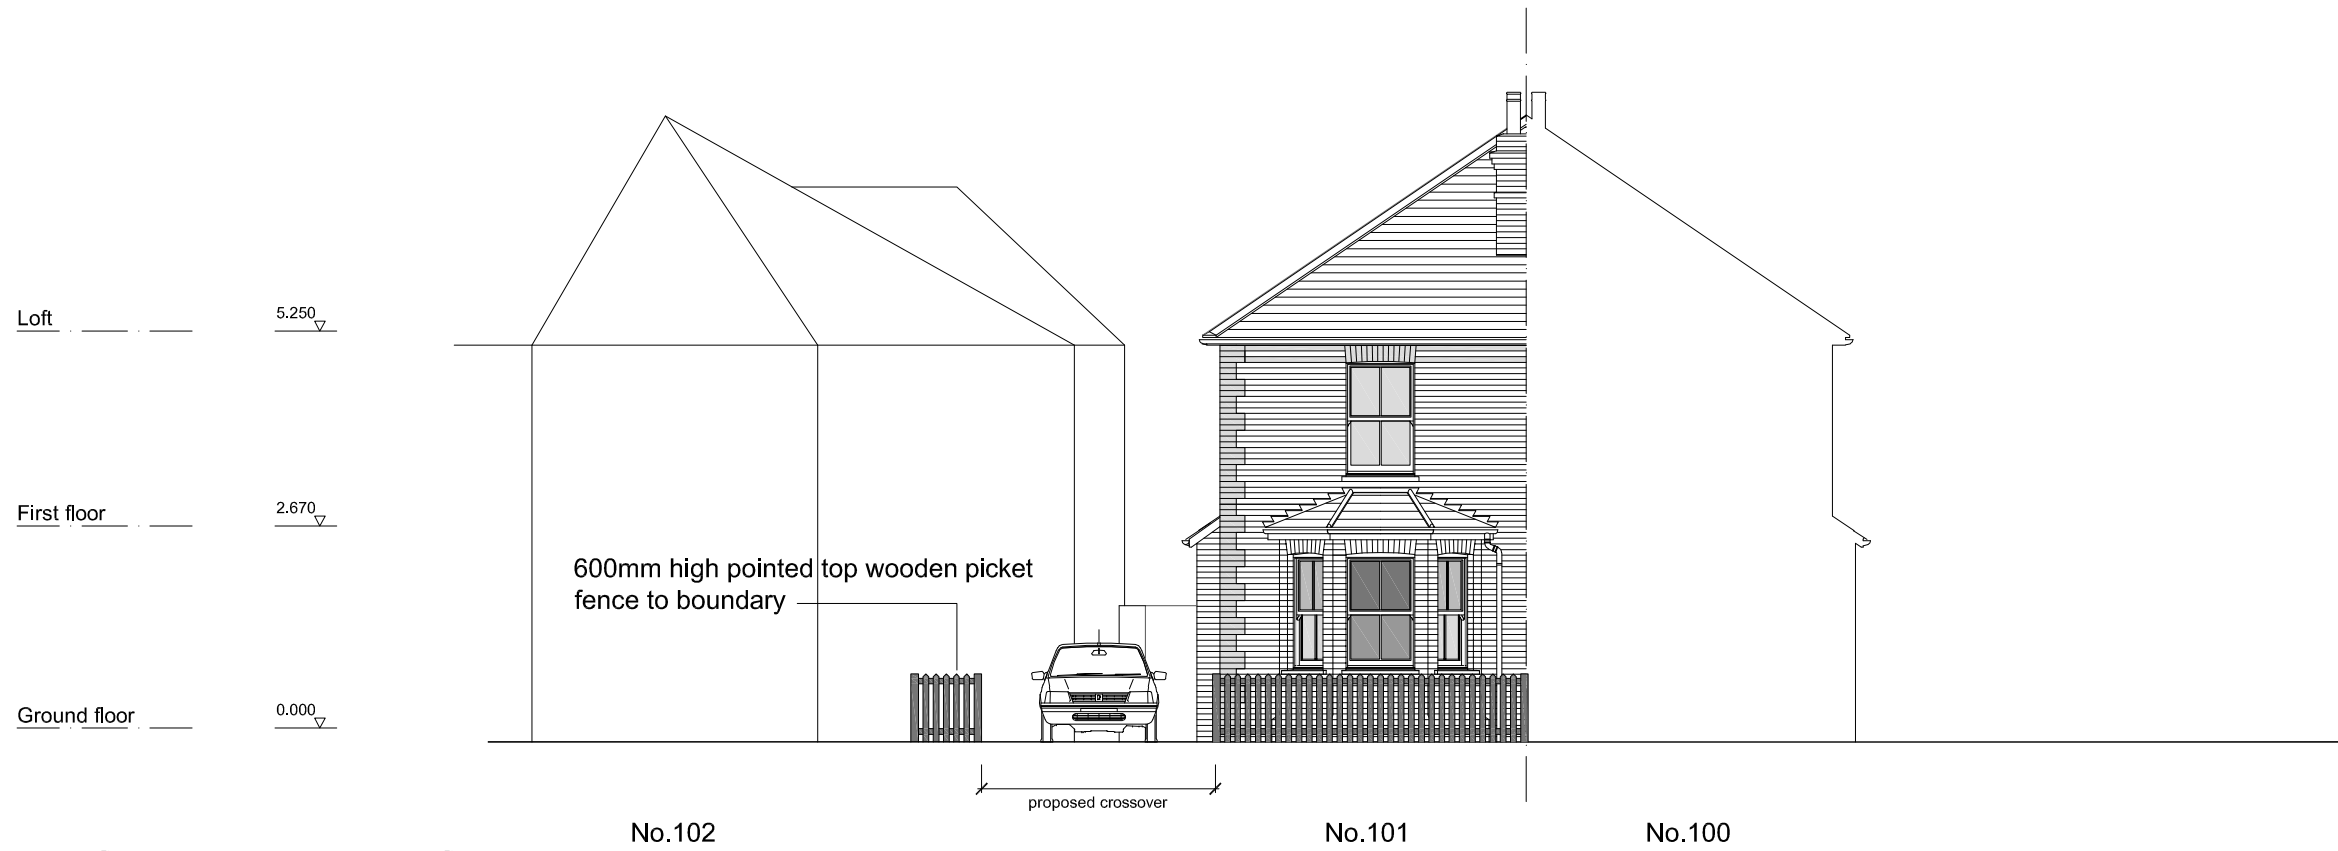 Loft
5.250
First floor
2.670
600mm high pointed top wooden picket
fence to boundary
Ground floor
0.000
proposed crossover
No.102
No.101
No.100